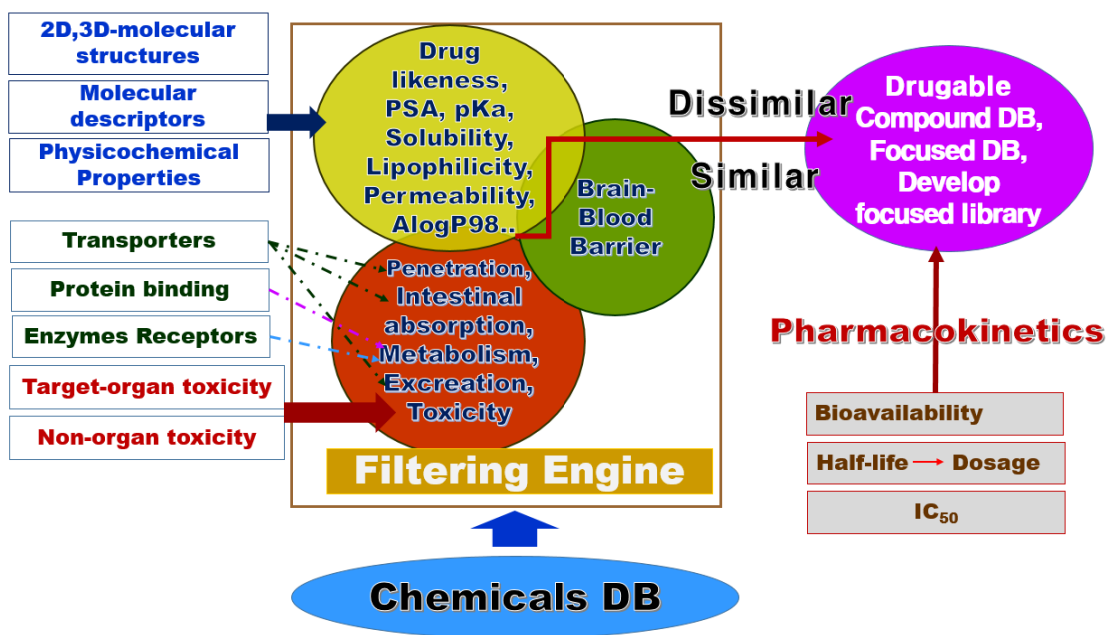 2D,3D-molecular
structures
Molecular
descriptors
Physicochemical
Properties
Transporters
Protein binding
Enzymes Receptors
Target-organ toxicity
Non-organ toxicity
Drug
likeness,
PSA, pKa,
Solubility,
Lipophilicity,
Permeability,
AlogP98..
Brain-
Blood
Barrier
Penetration,
Intestinal
absorption,
Metabolism,
Excreation,
Toxicity
Filtering Engine
Chemicals DB
Dissimilar
Similar
Drugable
Compound DB,
Focused DB,
Develop
focused library
Pharmacokinetics
Bioavailability
Half-life → Dosage
IC₅₀